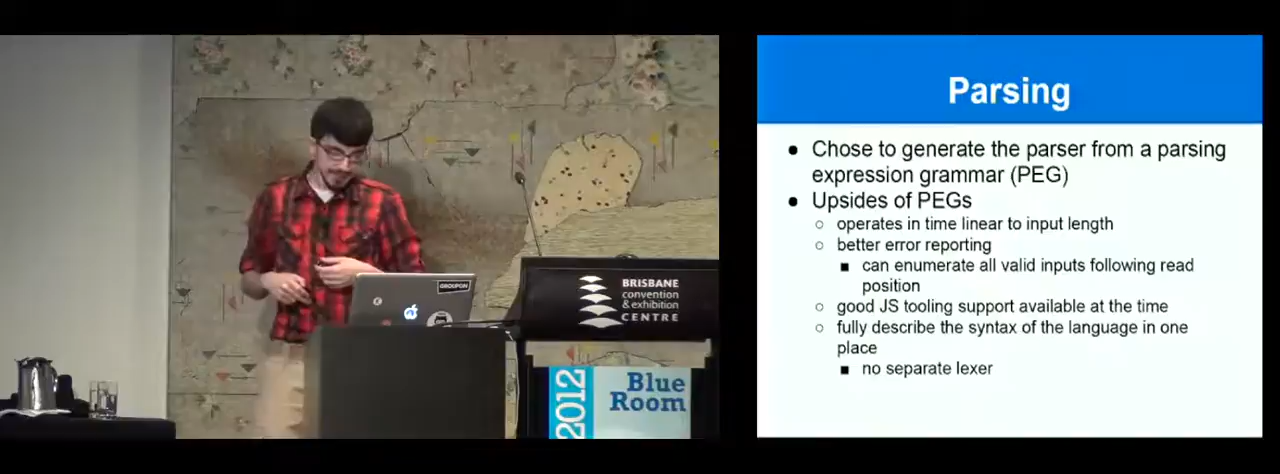 GROUPON
BRISBANE
convention
& exhibition
CENTRE
2012
Blue
Room
Parsing
● Chose to generate the parser from a parsing
expression grammar (PEG)
● Upsides of PEGs
○ operates in time linear to input length
○ better error reporting
■ can enumerate all valid inputs following read
position
○ good JS tooling support available at the time
○ fully describe the syntax of the language in one
place
■ no separate lexer